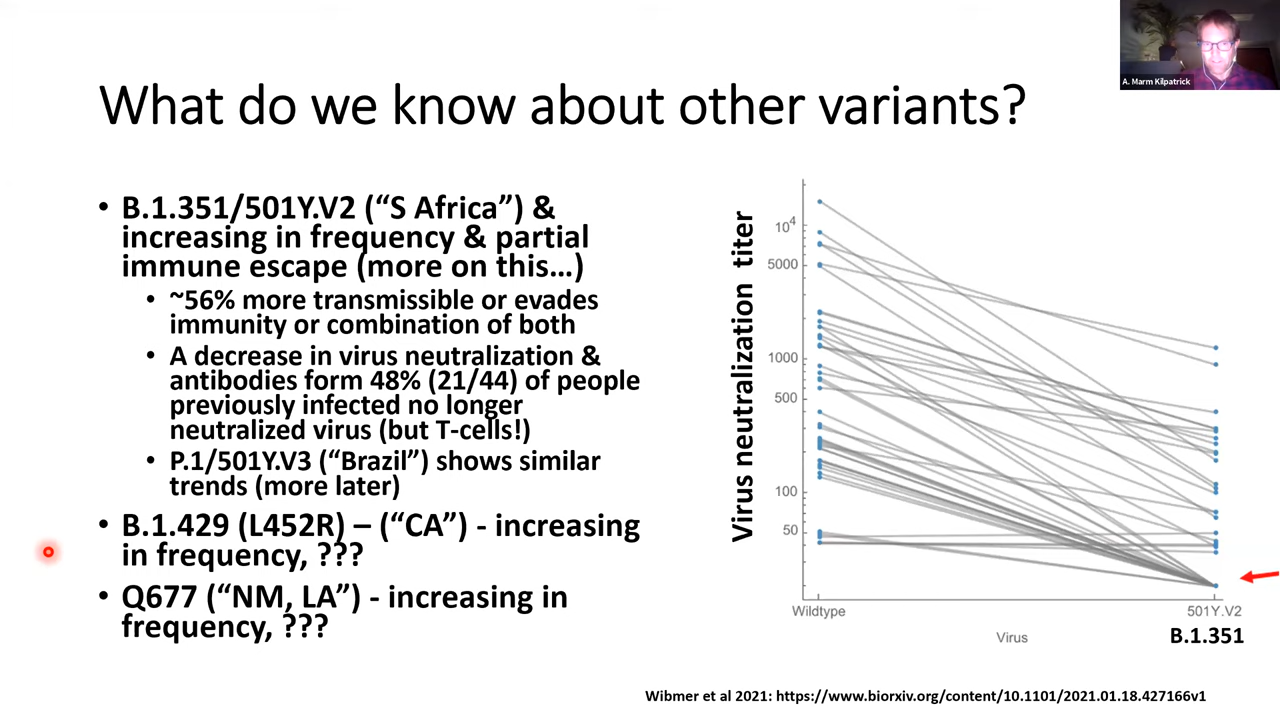 A. Marm Kilpatrick
What do we know about other variants?
• B.1.351/501Y.V2 (“S Africa”) &
increasing in frequency & partial
immune escape (more on this…)
• ~56% more transmissible or evades
immunity or combination of both
• A decrease in virus neutralization &
antibodies form 48% (21/44) of people
previously infected no longer
neutralized virus (but T-cells!)
• P.1/501Y.V3 (“Brazil”) shows similar
trends (more later)
• B.1.429 (L452R) – (“CA”) - increasing
in frequency, ???
• Q677 (“NM, LA”) - increasing in
frequency, ???
Virus neutralization titer
10⁴
5000
1000
500
100
50
Wildtype
501Y.V2
Virus
B.1.351
Wibmer et al 2021: https://www.biorxiv.org/content/10.1101/2021.01.18.427166v1